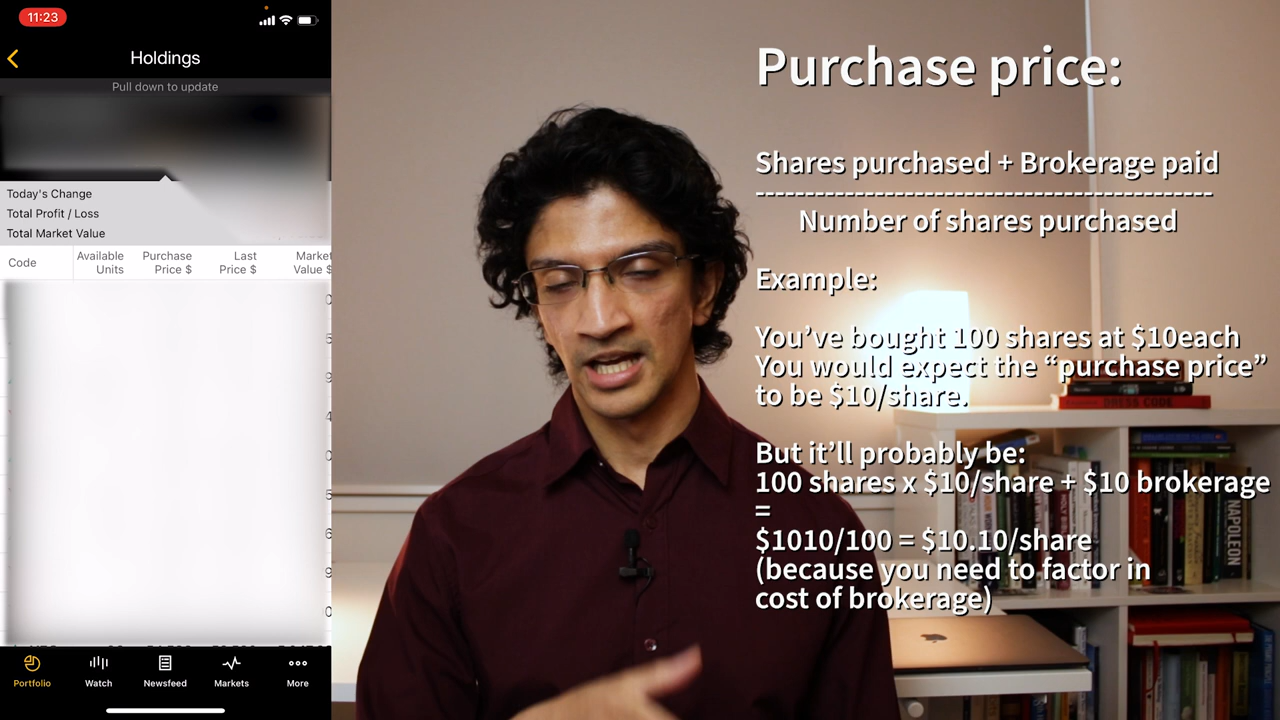 11:23
Holdings
Pull down to update
Today's Change
Total Profit / Loss
Total Market Value
Code
Available Units
Purchase Price $
Last Price $
Market Value $
Portfolio
Watch
Newsfeed
Markets
More
Purchase price:
Shares purchased + Brokerage paid
----------------------------------------------
Number of shares purchased
Example:
You’ve bought 100 shares at $10each
You would expect the “purchase price”
to be $10/share.
But it’ll probably be:
100 shares x $10/share + $10 brokerage
=
$1010/100 = $10.10/share
(because you need to factor in
cost of brokerage)
DRESS CODE
NAPOLEON